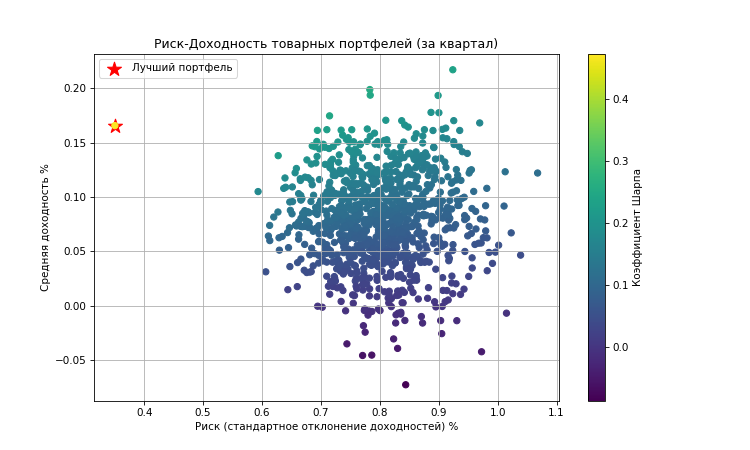 Риск-Доходность товарных портфелей (за квартал)
Лучший портфель
Средняя доходность %
0.20
0.15
0.10
0.05
0.00
−0.05
0.4 0.5 0.6 0.7 0.8 0.9 1.0 1.1
Риск (стандартное отклонение доходностей) %
0.4
0.3
0.2
0.1
0.0
Коэффициент Шарпа